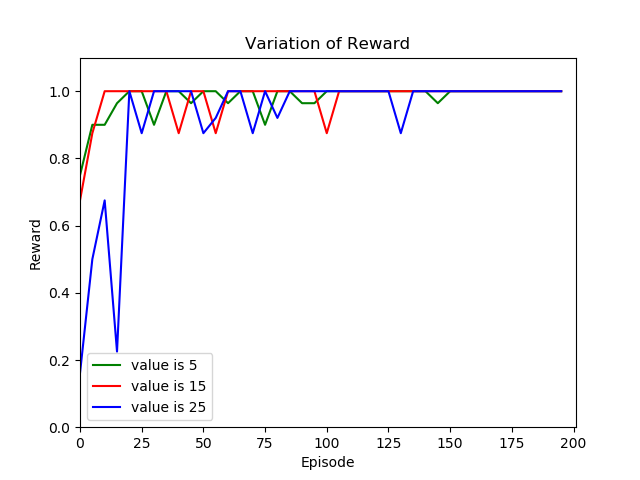 Variation of Reward
1.0
0.8
0.6
0.4
0.2
0.0
Reward
value is 5
value is 15
value is 25
0 25 50 75 100 125 150 175 200
Episode